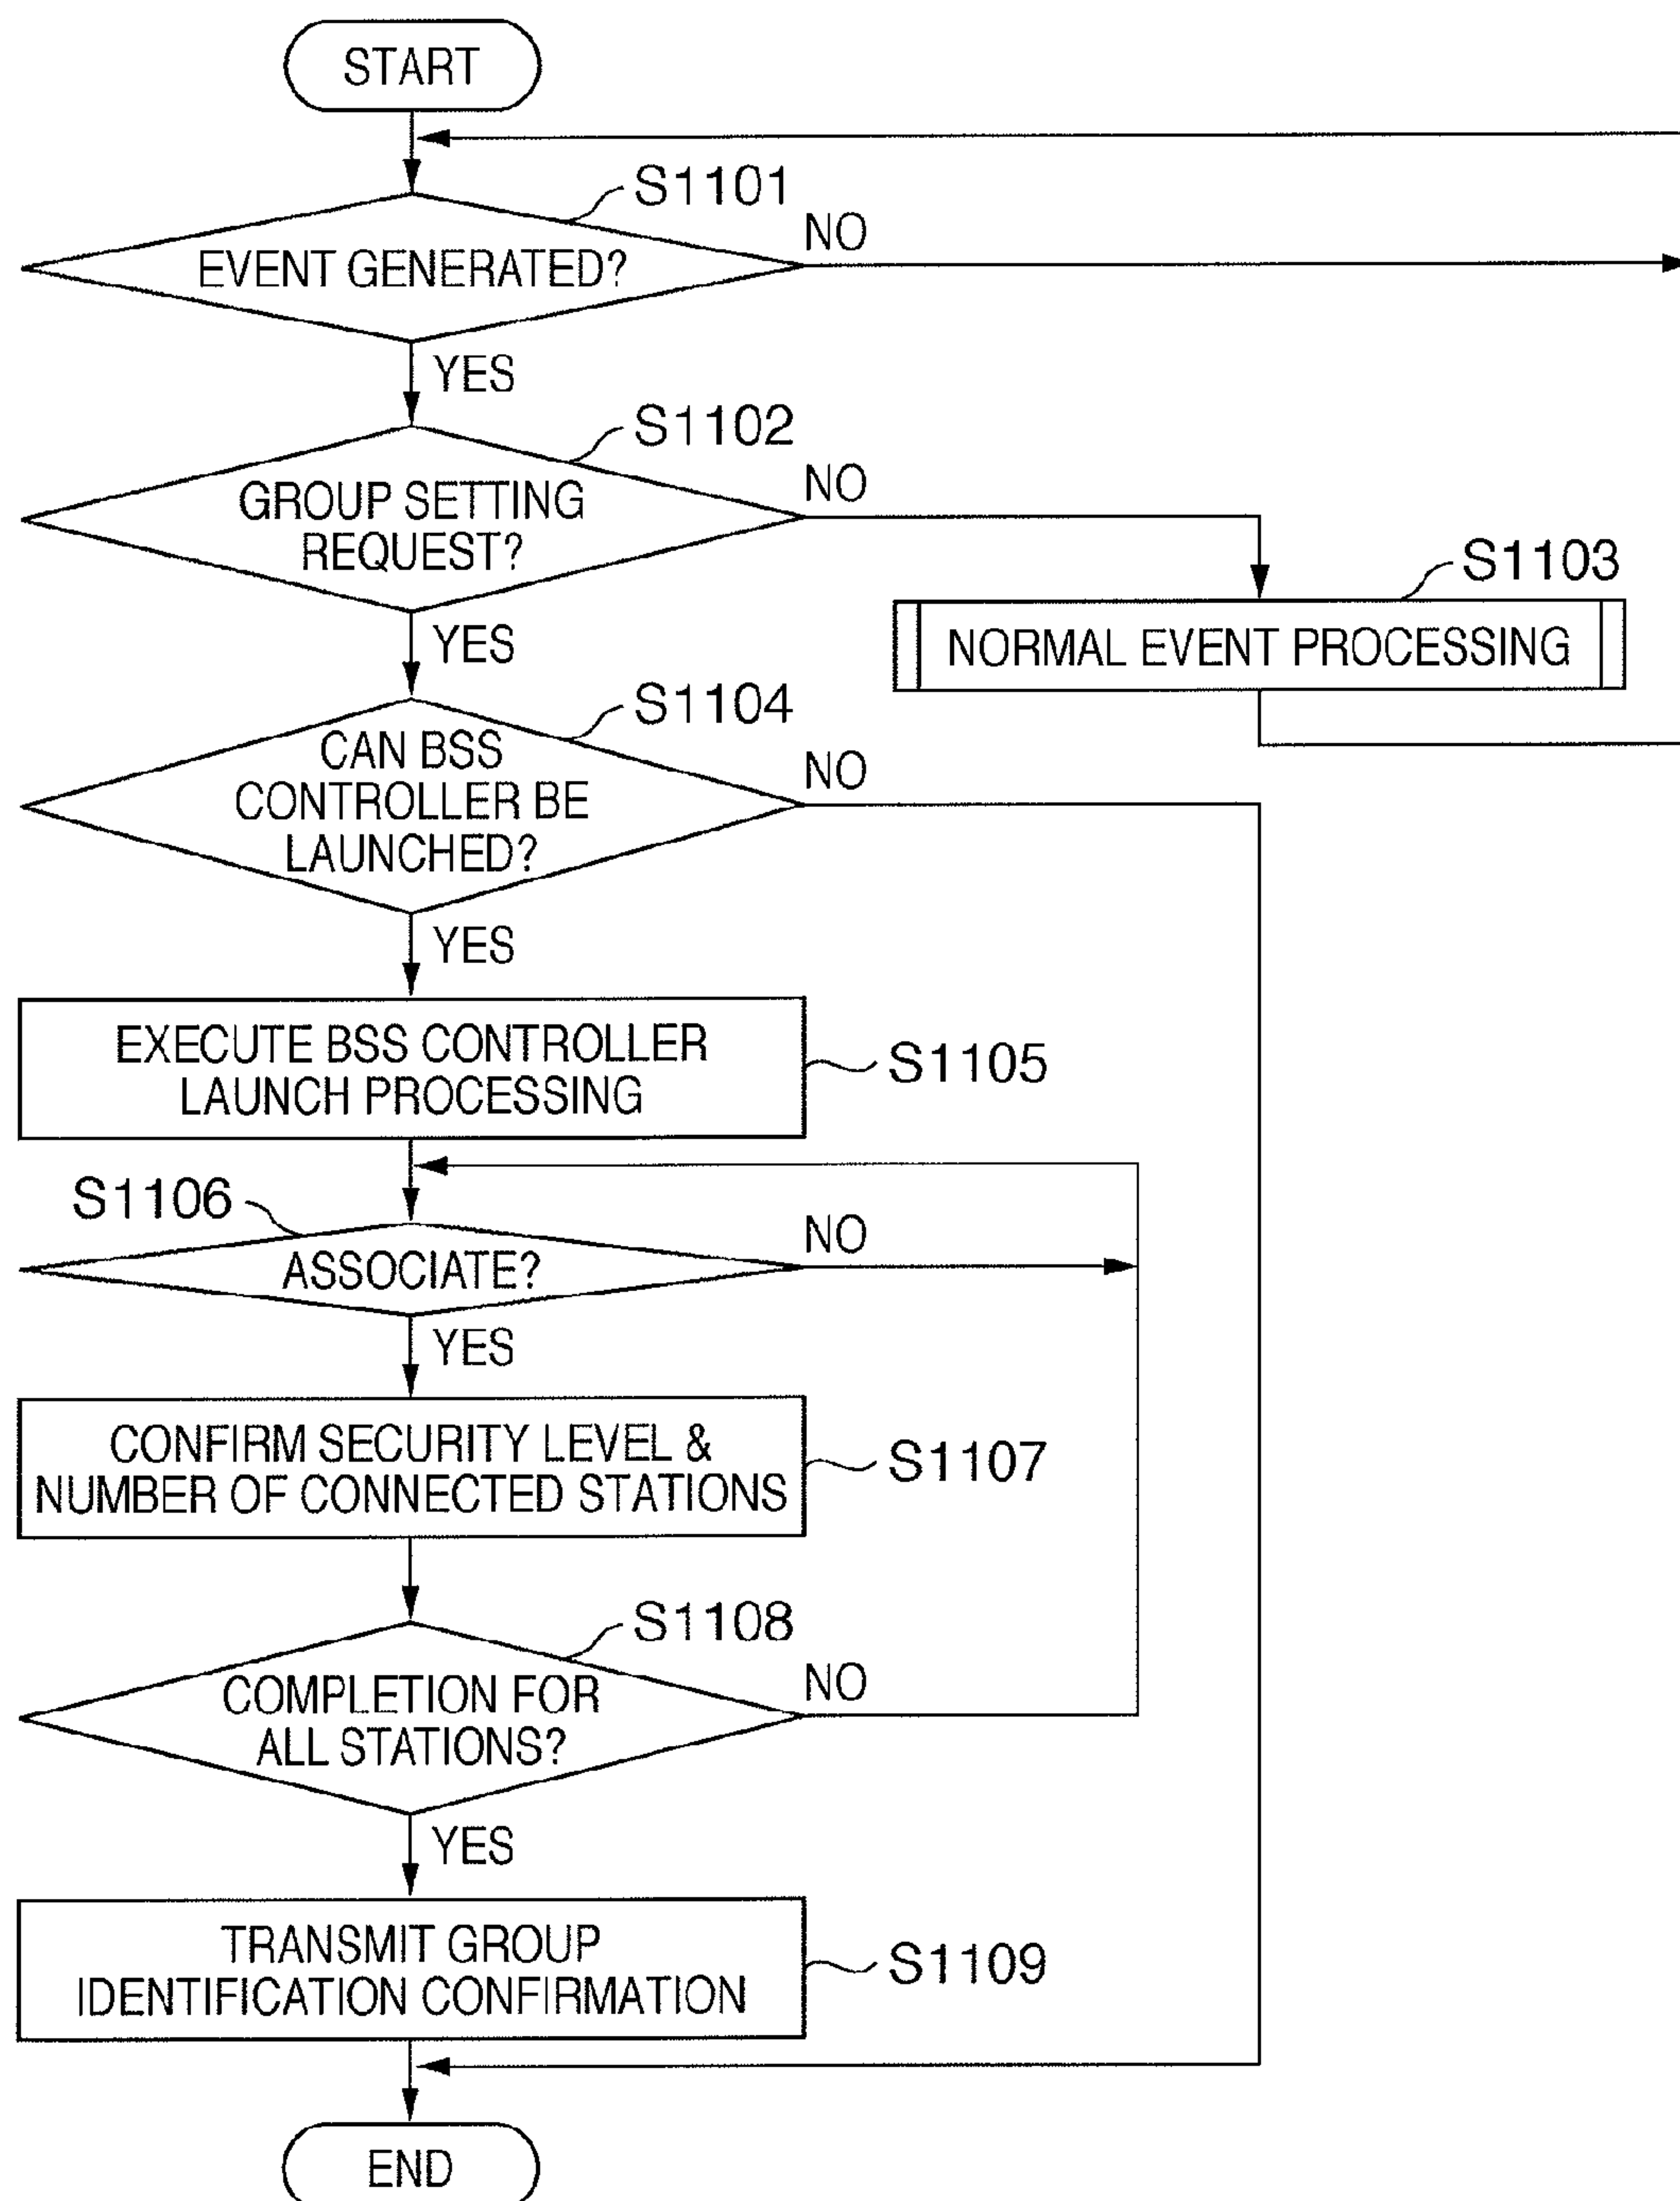 START
S1101
EVENT GENERATED?
NO
YES
S1102
GROUP SETTING
REQUEST?
NO
YES
S1103
NORMAL EVENT PROCESSING
S1104
CAN BSS
CONTROLLER BE
LAUNCHED?
NO
YES
EXECUTE BSS CONTROLLER
LAUNCH PROCESSING
S1105
S1106
ASSOCIATE?
NO
YES
CONFIRM SECURITY LEVEL &
NUMBER OF CONNECTED STATIONS
S1107
S1108
COMPLETION FOR
ALL STATIONS?
NO
YES
TRANSMIT GROUP
IDENTIFICATION CONFIRMATION
S1109
END